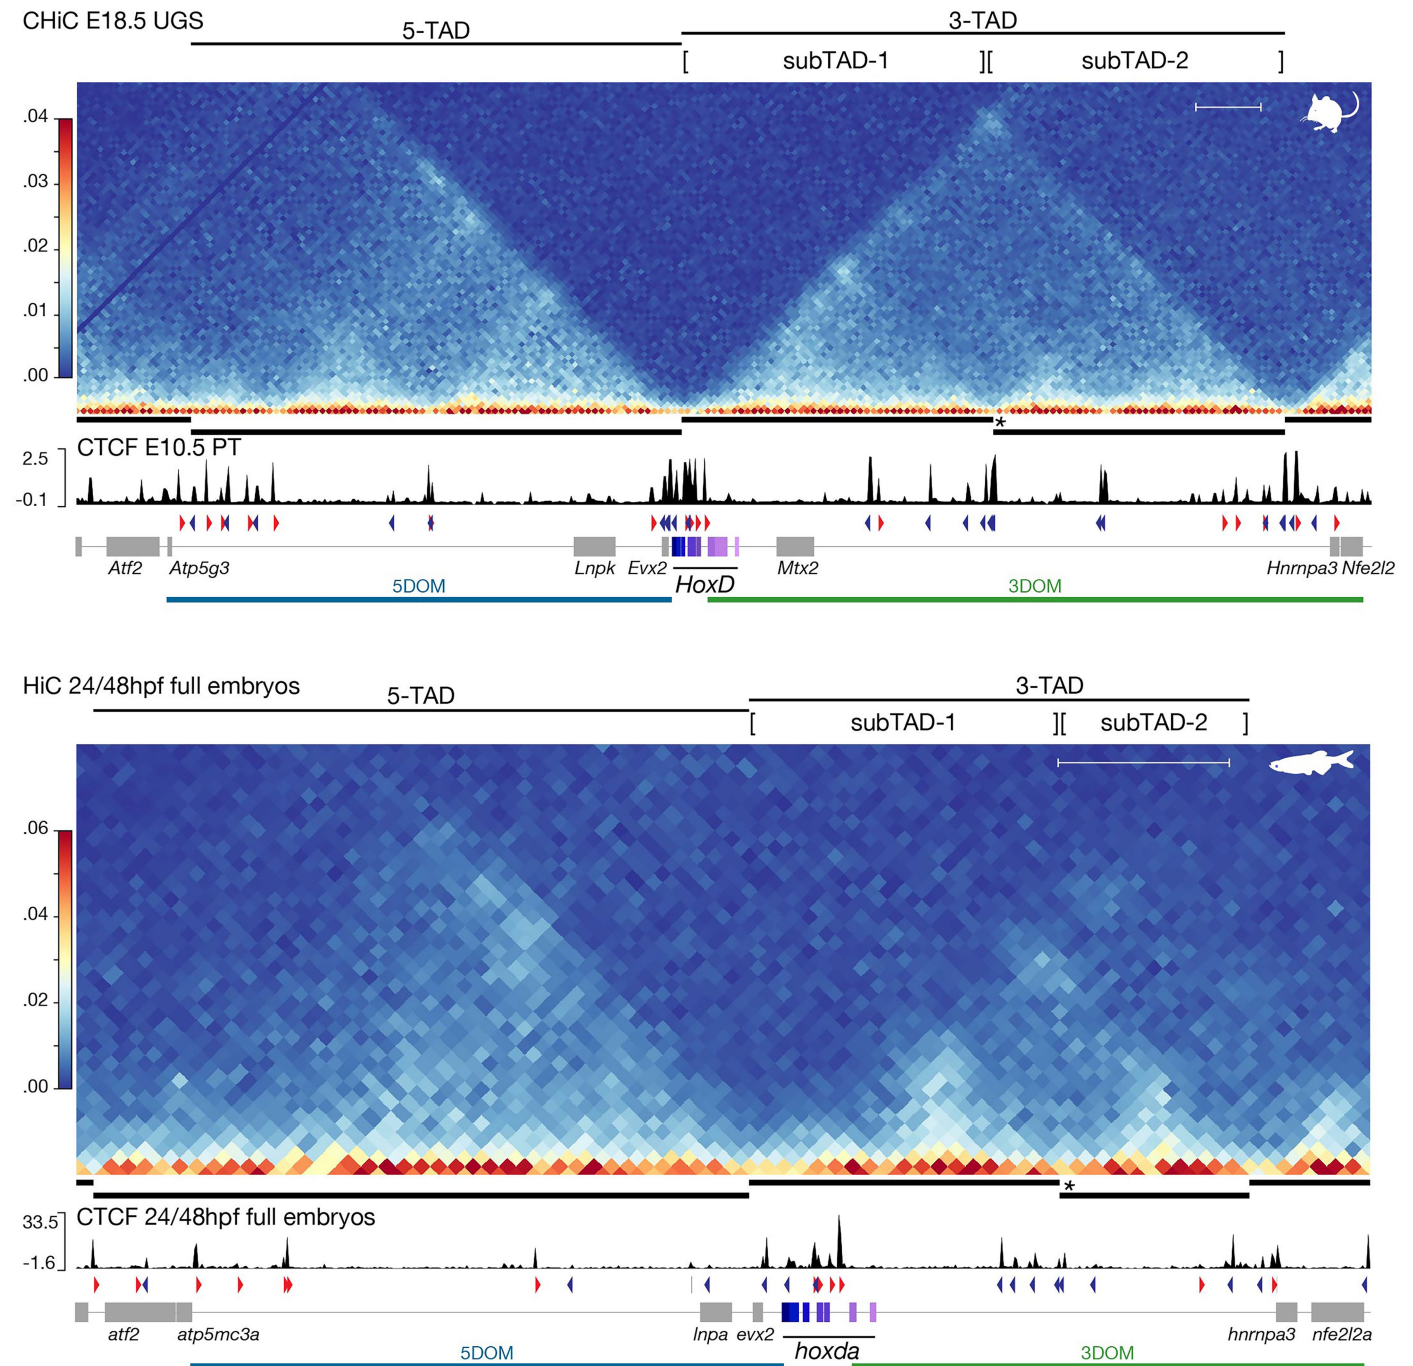 CHiC E18.5 UGS
5-TAD
3-TAD
[ subTAD-1 ][ subTAD-2 ]
.04
.03
.02
.01
.00
*
CTCF E10.5 PT
2.5
-0.1
Atf2 Atp5g3 Lnpk Evx2 HoxD Mtx2 Hnrnpa3 Nfe2l2
5DOM 3DOM
HiC 24/48hpf full embryos
5-TAD
3-TAD
[ subTAD-1 ][ subTAD-2 ]
.06
.04
.02
.00
*
CTCF 24/48hpf full embryos
33.5
-1.6
atf2 atp5mc3a lnpa evx2 hoxda hnrnpa3 nfe2l2a
5DOM 3DOM